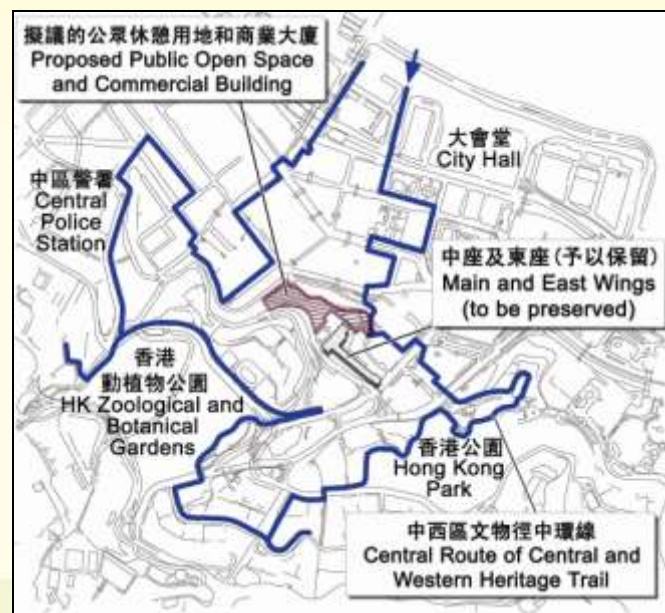 擬議的公眾休憩用地和商業大廈
Proposed Public Open Space
and Commercial Building
大會堂
City Hall
中區警署
Central
Police
Station
中座及東座(予以保留)
Main and East Wings
(to be preserved)
香港
動植物公園
HK Zoological and
Botanical
Gardens
香港公園
Hong Kong
Park
中西區文物徑中環線
Central Route of Central and
Western Heritage Trail